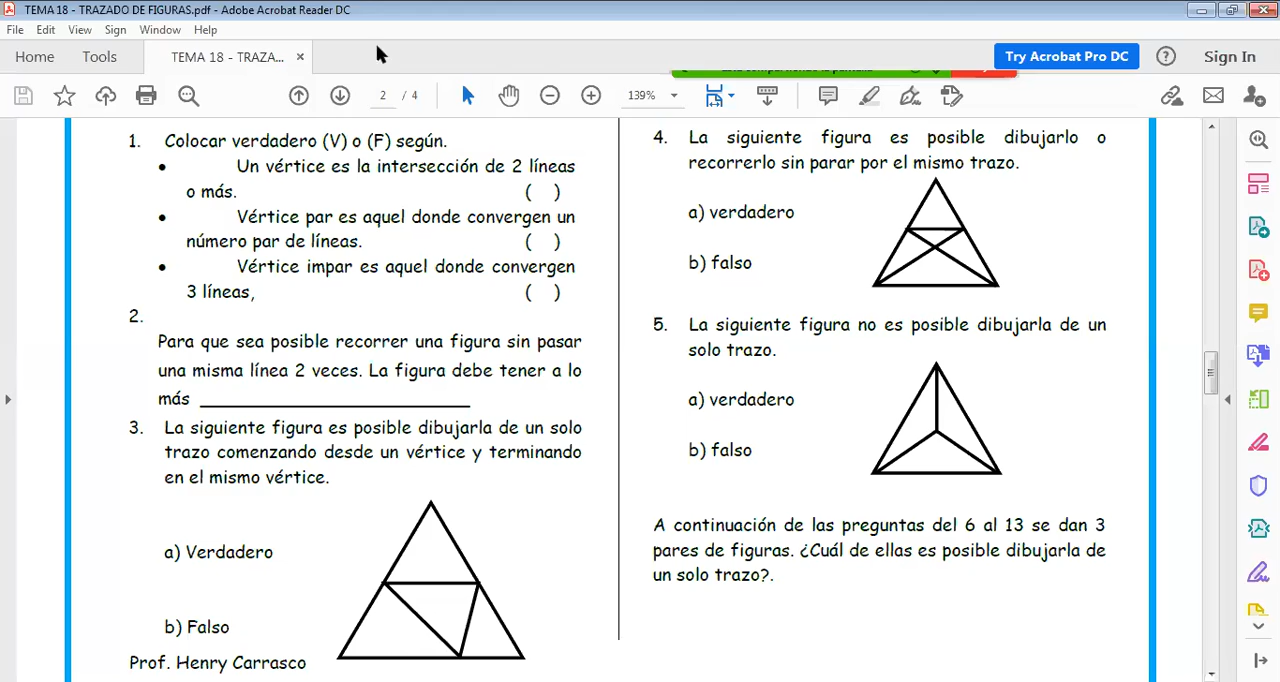 TEMA 18 - TRAZADO DE FIGURAS.pdf - Adobe Acrobat Reader DC
File Edit View Sign Window Help
Home Tools TEMA 18 - TRAZA... × Try Acrobat Pro DC Sign In
2 / 4 139%
1. Colocar verdadero (V) o (F) según.
• Un vértice es la intersección de 2 líneas
o más. ( )
• Vértice par es aquel donde convergen un
número par de líneas. ( )
• Vértice impar es aquel donde convergen
3 líneas, ( )
2.
Para que sea posible recorrer una figura sin pasar
una misma línea 2 veces. La figura debe tener a lo
más ____________________
3. La siguiente figura es posible dibujarla de un solo
trazo comenzando desde un vértice y terminando
en el mismo vértice.
a) Verdadero
b) Falso
Prof. Henry Carrasco
4. La siguiente figura es posible dibujarlo o
recorrerlo sin parar por el mismo trazo.
a) verdadero
b) falso
5. La siguiente figura no es posible dibujarla de un
solo trazo.
a) verdadero
b) falso
A continuación de las preguntas del 6 al 13 se dan 3
pares de figuras. ¿Cuál de ellas es posible dibujarla de
un solo trazo?.